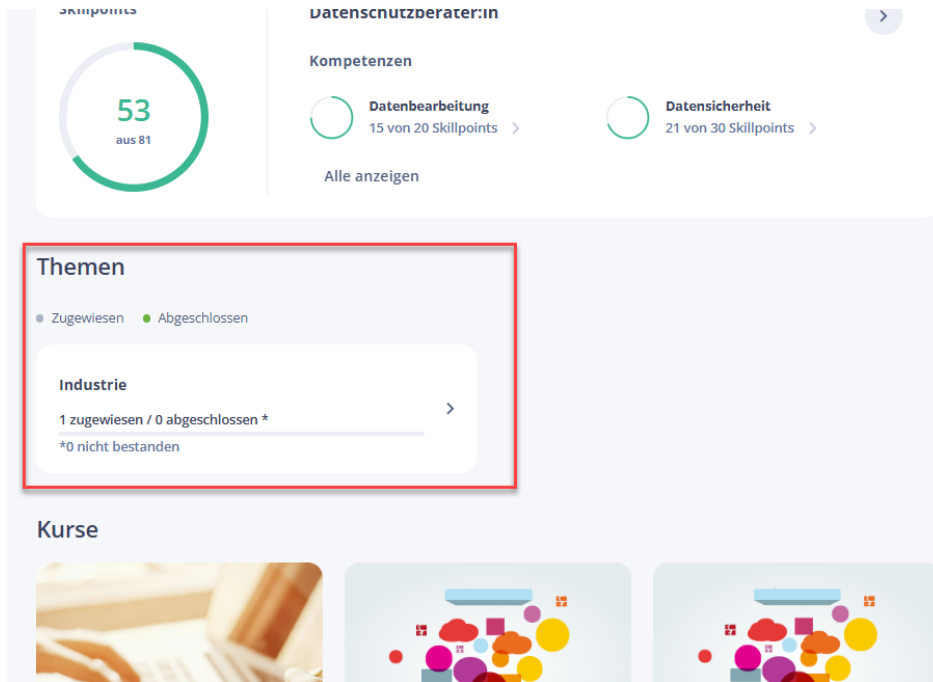 Skillpoints
Datenschutzberater:in
Kompetenzen
53
aus 81
Datenbearbeitung
15 von 20 Skillpoints
Datensicherheit
21 von 30 Skillpoints
Alle anzeigen
Themen
Zugewiesen
Abgeschlossen
Industrie
1 zugewiesen / 0 abgeschlossen *
*0 nicht bestanden
Kurse